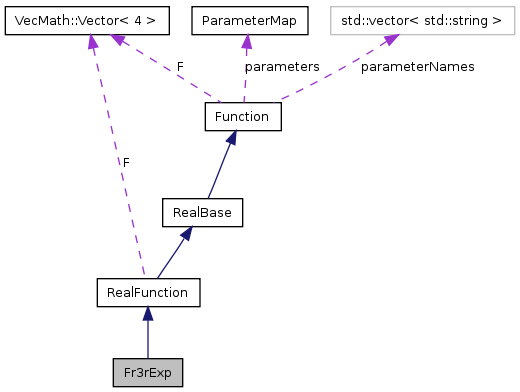 VecMath::Vector< 4 >
ParameterMap
std::vector< std::string >
F
parameters
parameterNames
Function
F
RealBase
RealFunction
Fr3rExp